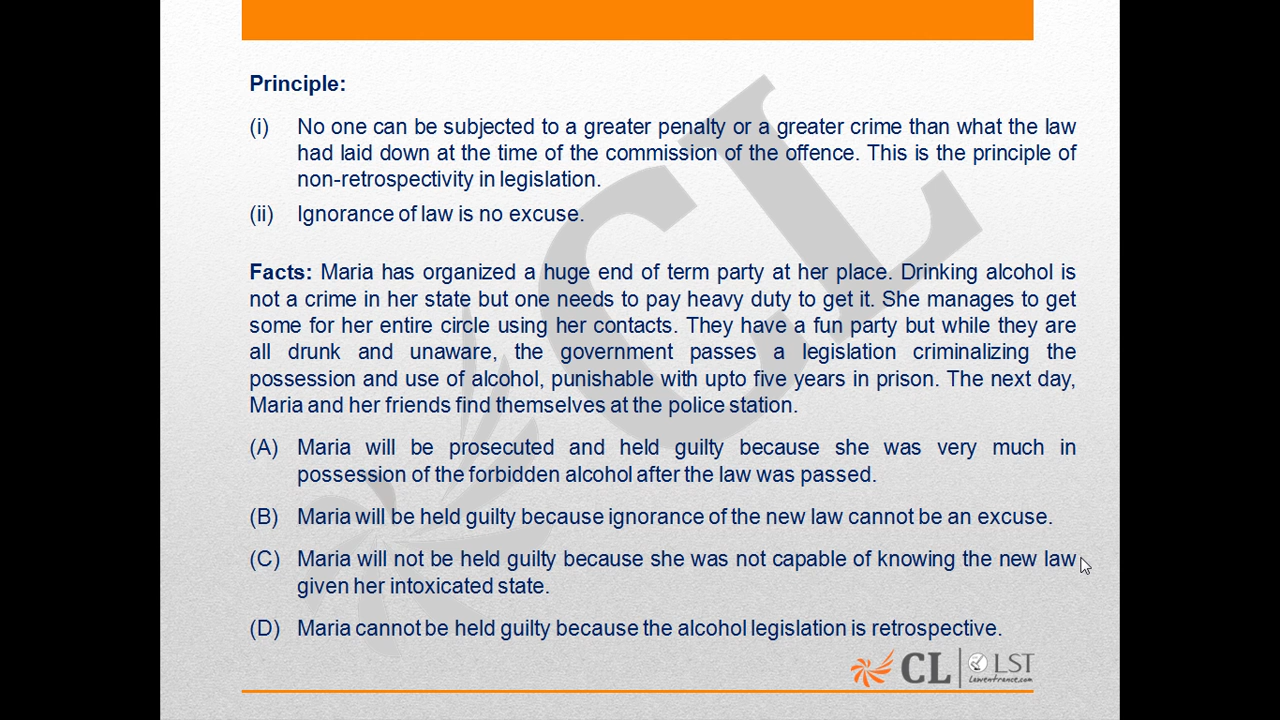 Principle:
(i) No one can be subjected to a greater penalty or a greater crime than what the law
had laid down at the time of the commission of the offence. This is the principle of
non-retrospectivity in legislation.
(ii) Ignorance of law is no excuse.
Facts: Maria has organized a huge end of term party at her place. Drinking alcohol is
not a crime in her state but one needs to pay heavy duty to get it. She manages to get
some for her entire circle using her contacts. They have a fun party but while they are
all drunk and unaware, the government passes a legislation criminalizing the
possession and use of alcohol, punishable with upto five years in prison. The next day,
Maria and her friends find themselves at the police station.
(A) Maria will be prosecuted and held guilty because she was very much in
possession of the forbidden alcohol after the law was passed.
(B) Maria will be held guilty because ignorance of the new law cannot be an excuse.
(C) Maria will not be held guilty because she was not capable of knowing the new law
given her intoxicated state.
(D) Maria cannot be held guilty because the alcohol legislation is retrospective.
CL
CL LST
Lawentrance.com